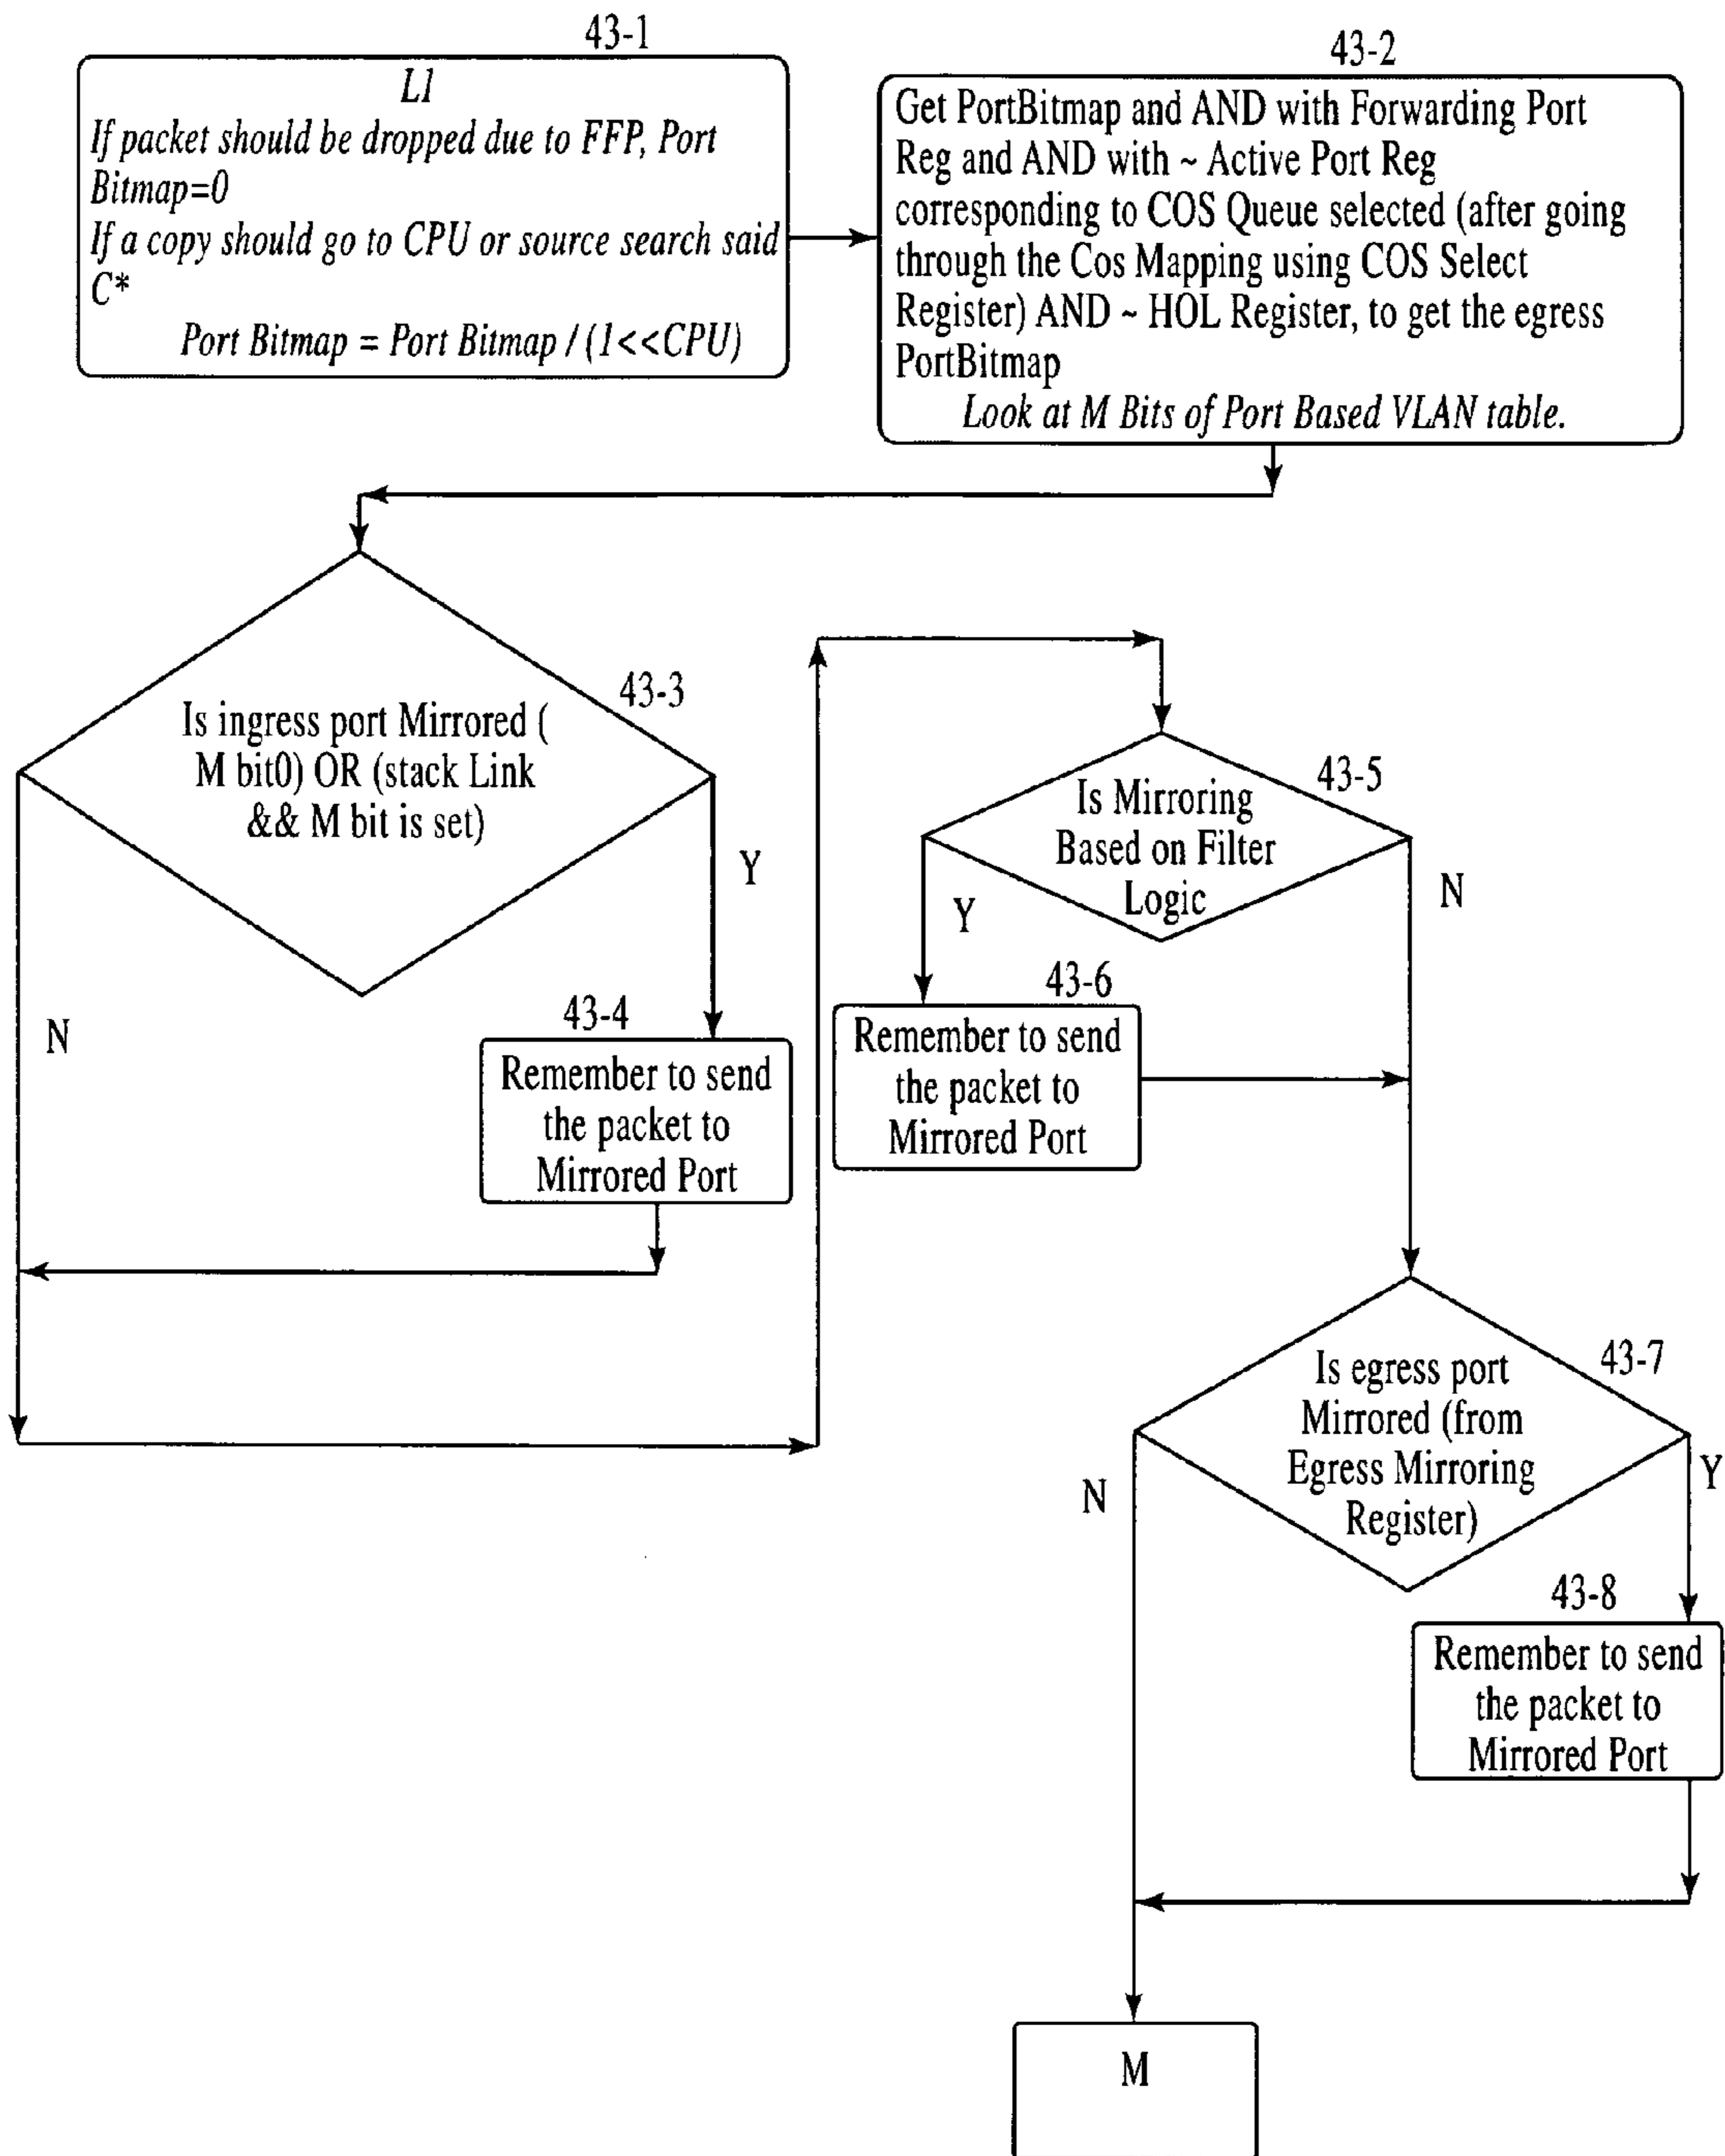 43-1
L1
If packet should be dropped due to FFP, Port
Bitmap=0
If a copy should go to CPU or source search said
C*
Port Bitmap = Port Bitmap / (1<<CPU)
43-2
Get PortBitmap and AND with Forwarding Port
Reg and AND with ~ Active Port Reg
corresponding to COS Queue selected (after going
through the Cos Mapping using COS Select
Register) AND ~ HOL Register, to get the egress
PortBitmap
Look at M Bits of Port Based VLAN table.
43-3
Is ingress port Mirrored (
M bit0) OR (stack Link
&& M bit is set)
Y
N
43-4
Remember to send
the packet to
Mirrored Port
43-5
Is Mirroring
Based on Filter
Logic
Y
N
43-6
Remember to send
the packet to
Mirrored Port
43-7
Is egress port
Mirrored (from
Egress Mirroring
Register)
N
Y
43-8
Remember to send
the packet to
Mirrored Port
M